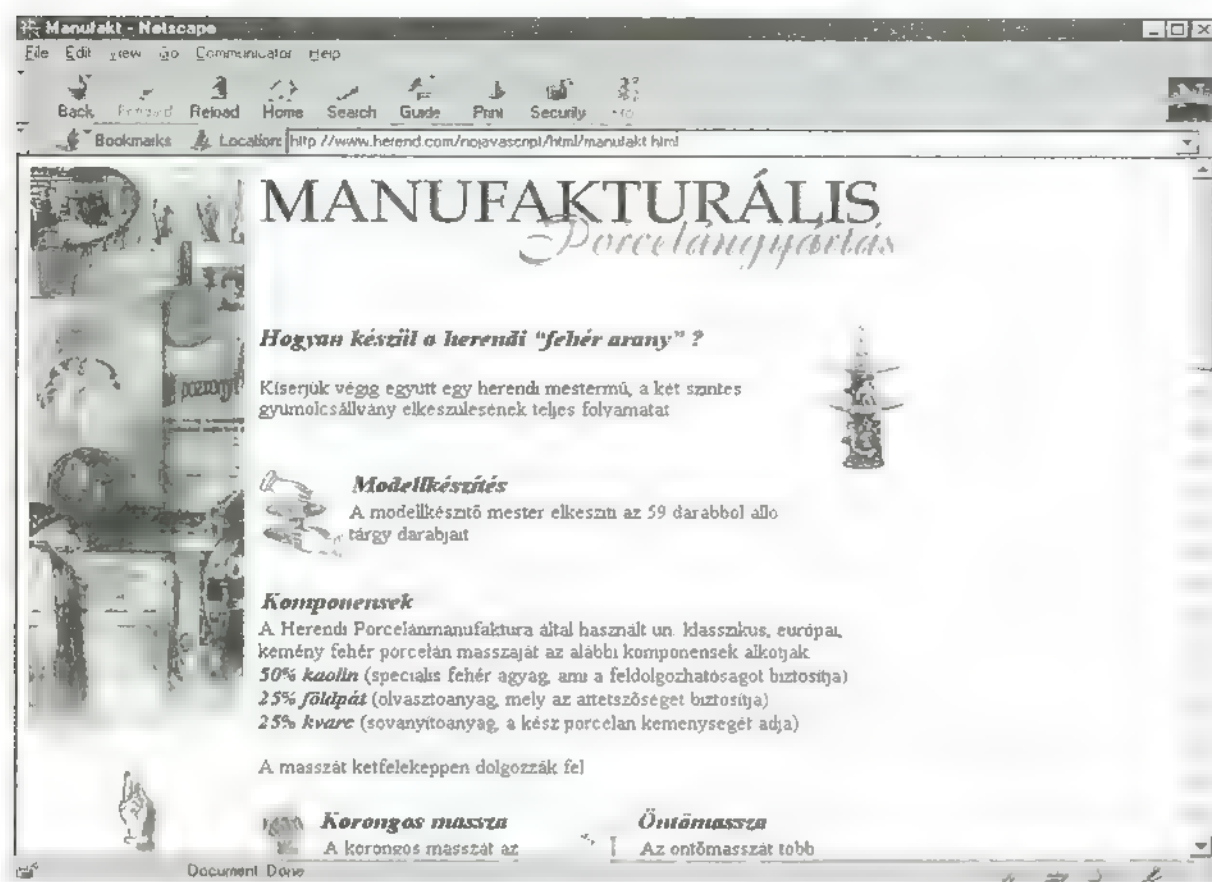 Manufakt - Netscape
File Edit View Go Communicator Help
Back Forward Reload Home Search Guide Print Security Stop
Bookmarks Location: http://www.herend.com/nojavascript/html/manufakt.html
MANUFAKTURÁLIS
Porcelángyártás
Hogyan készül a herendi "fehér arany" ?
Kísérjük végig együtt egy herendi mestermű, a két szintes
gyümölcsállvány elkészülésének teljes folyamatát
Modellkészítés
A modellkészítő mester elkészíti az 59 darabból álló
tárgy darabjait
Komponensek
A Herendi Porcelánmanufaktura által használt un. klasszikus, európai,
kemény fehér porcelán masszáját az alábbi komponensek alkotják
50% kaolin (speciális fehér agyag, ami a feldolgozhatóságot biztosítja)
25% földpát (olvasztóanyag, mely az áttetszőséget biztosítja)
25% kvarc (soványítóanyag, a kész porcelán keménységét adja)
A masszát kétféleképpen dolgozzák fel
Korongos massza Öntőmassza
A korongos masszát az Az öntőmasszát több
Document Done